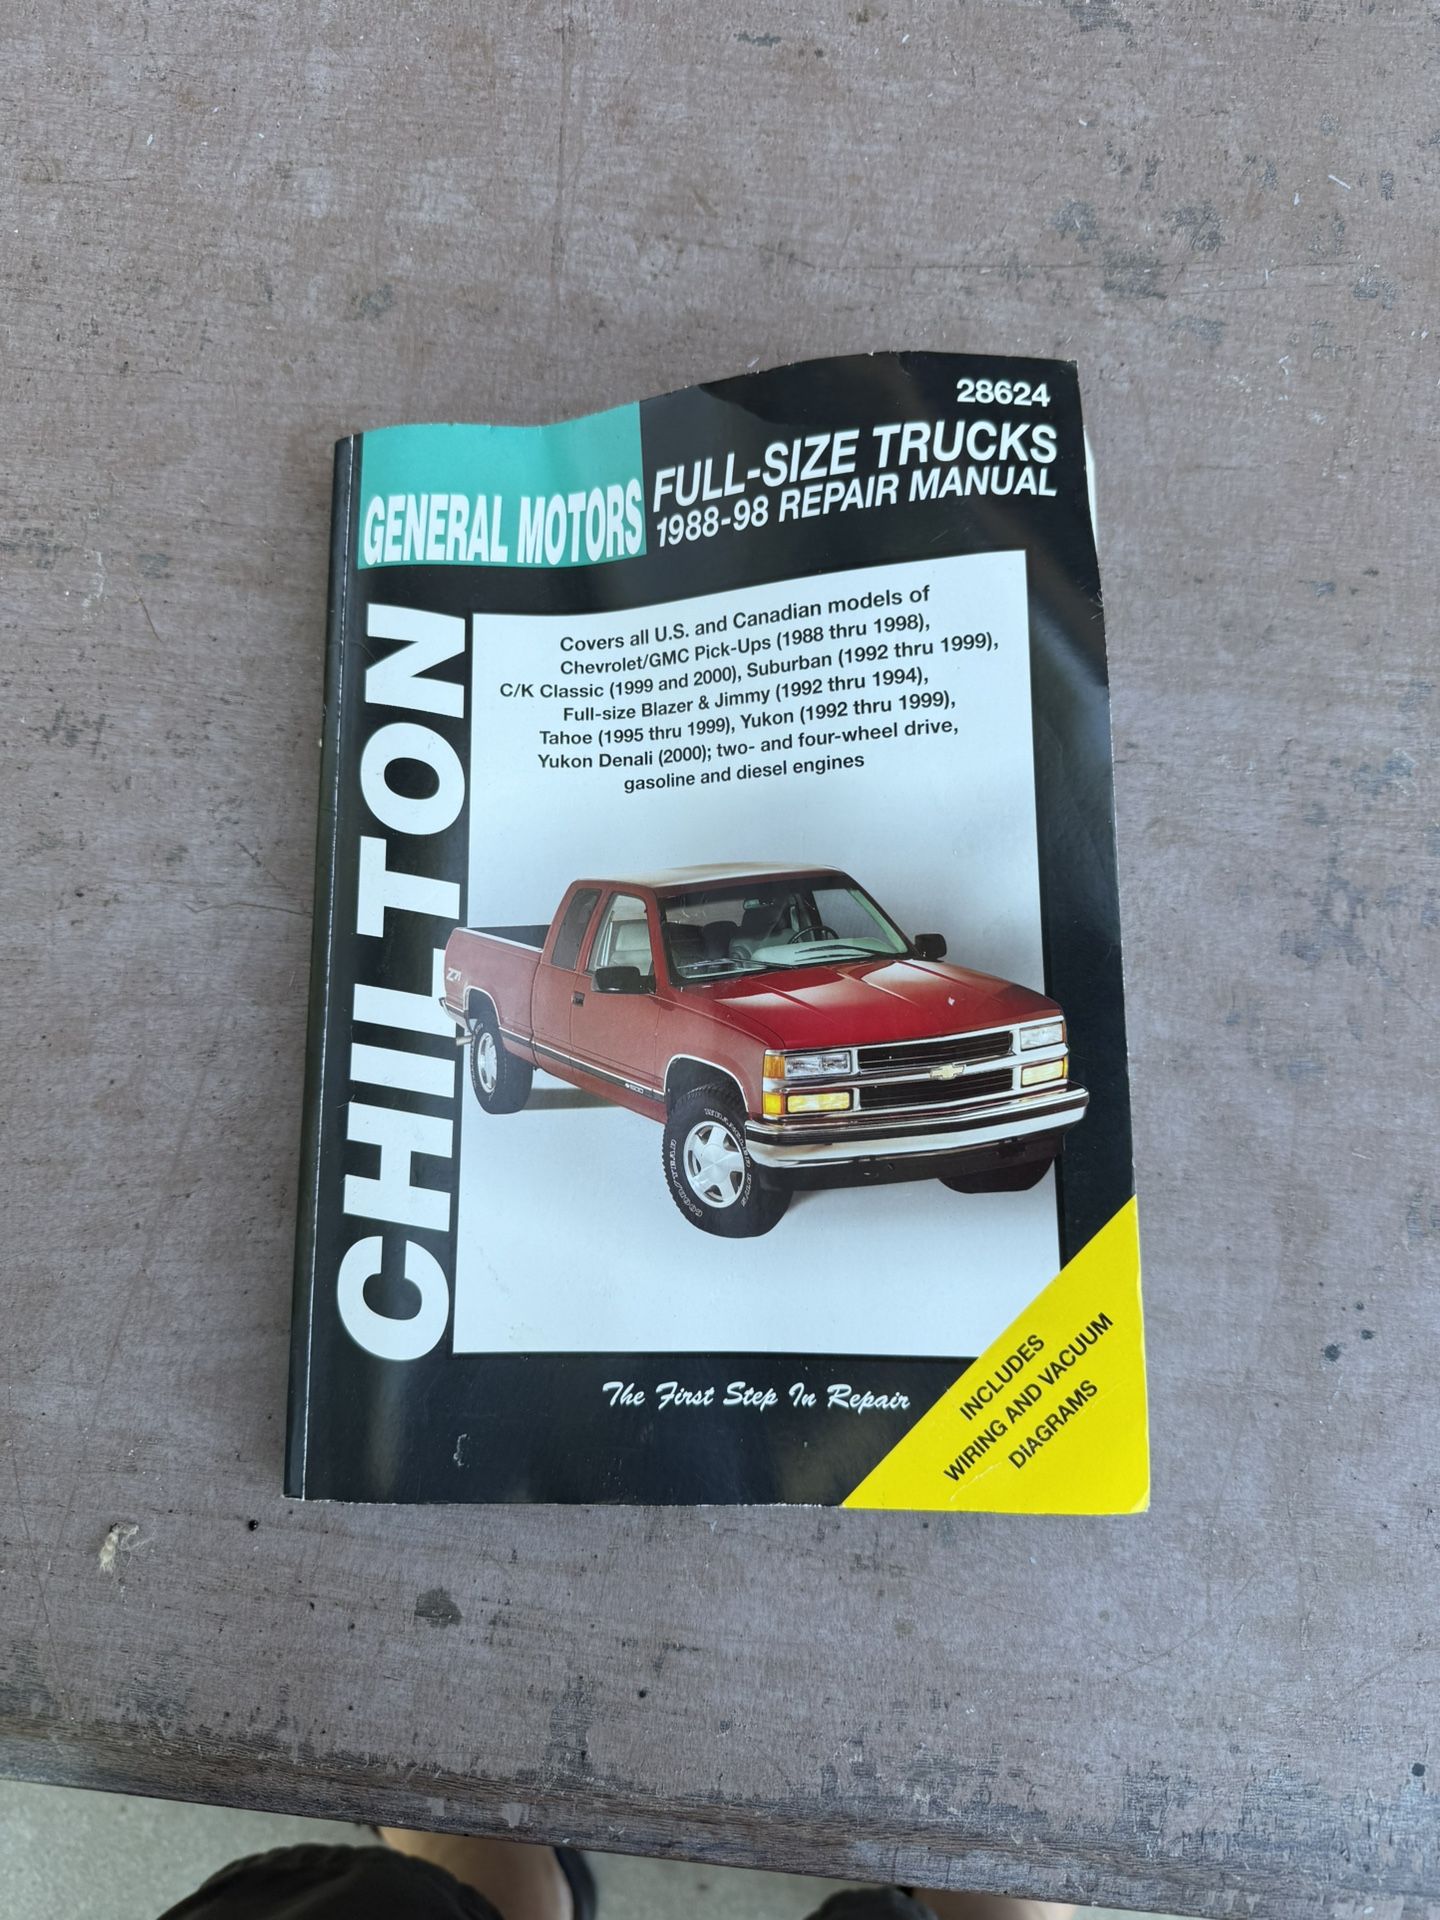 28624
GENERAL MOTORS
FULL-SIZE TRUCKS
1988-98 REPAIR MANUAL
CHILTON
Covers all U.S. and Canadian models of
Chevrolet/GMC Pick-Ups (1988 thru 1998),
C/K Classic (1999 and 2000), Suburban (1992 thru 1999),
Full-size Blazer & Jimmy (1992 thru 1994),
Tahoe (1995 thru 1999), Yukon (1992 thru 1999),
Yukon Denali (2000); two- and four-wheel drive,
gasoline and diesel engines
Z71
1500
WRANGLER
GOODYEAR
The First Step In Repair
INCLUDES
WIRING AND VACUUM
DIAGRAMS